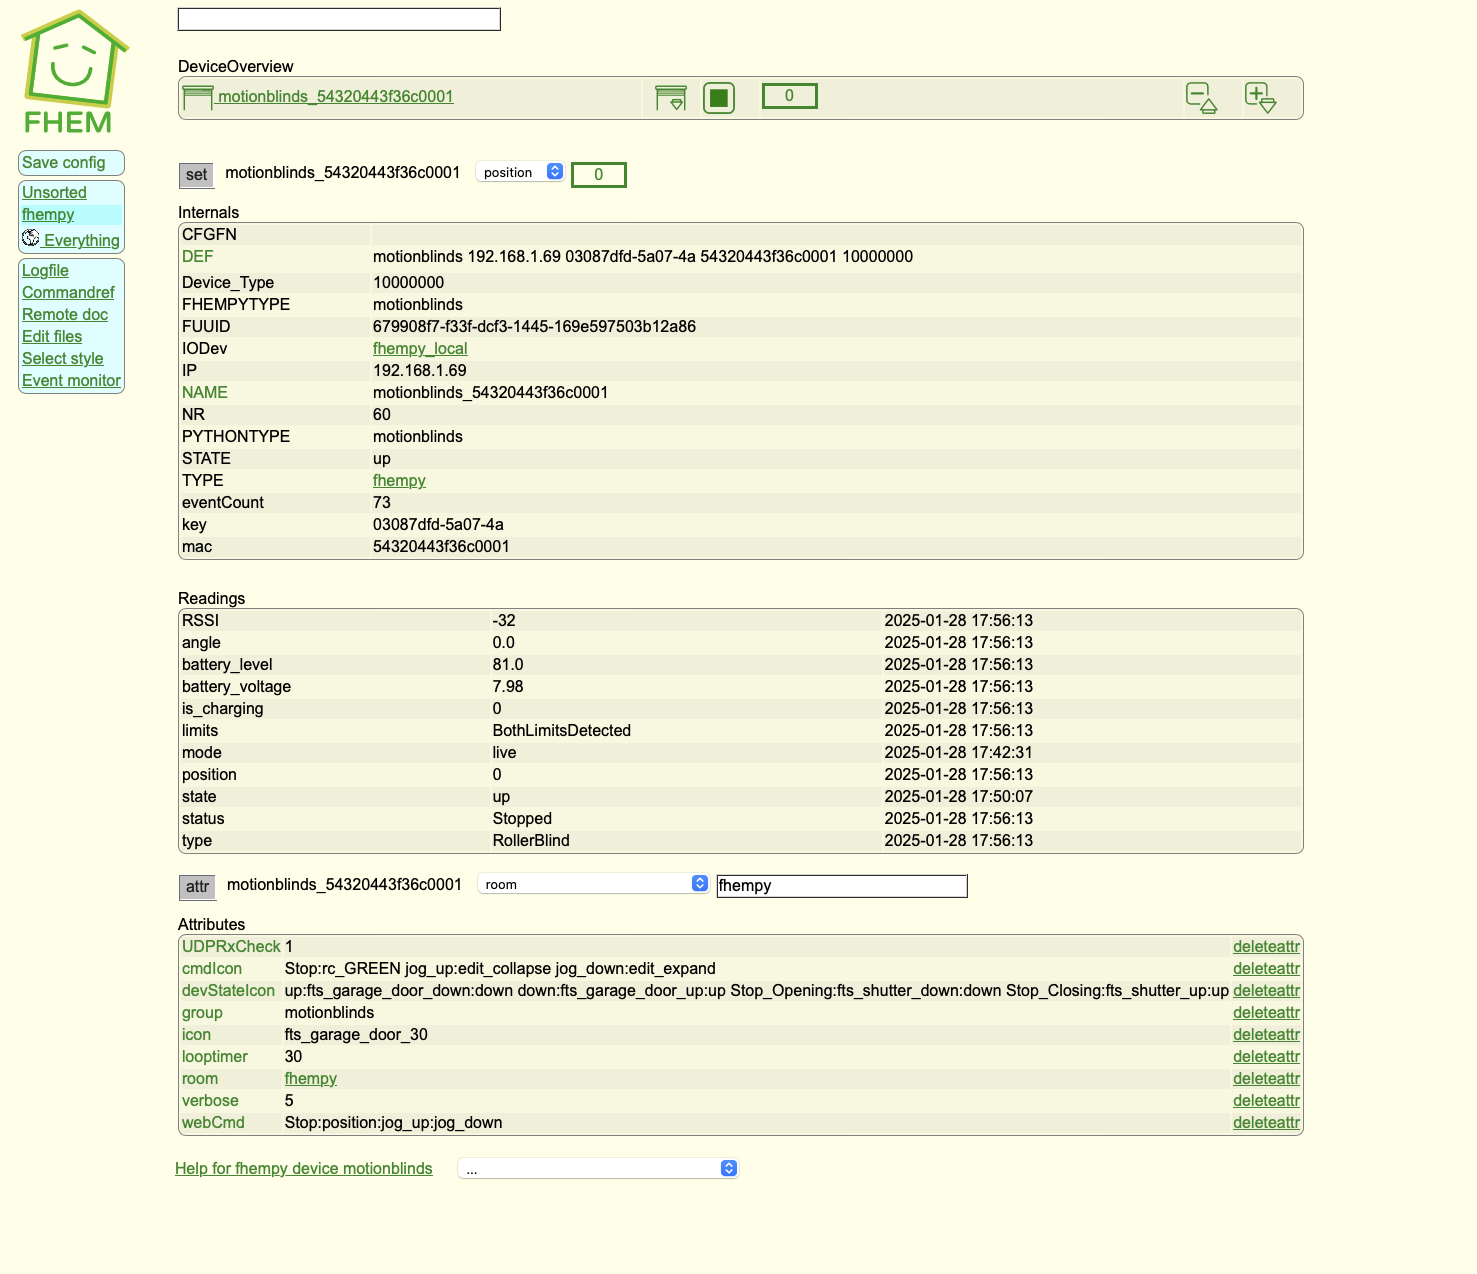 FHEM
Save config
Unsorted
fhempy
Everything
Logfile
Commandref
Remote doc
Edit files
Select style
Event monitor
DeviceOverview
motionblinds_54320443f36c0001 0
set motionblinds_54320443f36c0001 position 0
Internals
CFGFN
DEF motionblinds 192.168.1.69 03087dfd-5a07-4a 54320443f36c0001 10000000
Device_Type 10000000
FHEMPYTYPE motionblinds
FUUID 679908f7-f33f-dcf3-1445-169e597503b12a86
IODev fhempy_local
IP 192.168.1.69
NAME motionblinds_54320443f36c0001
NR 60
PYTHONTYPE motionblinds
STATE up
TYPE fhempy
eventCount 73
key 03087dfd-5a07-4a
mac 54320443f36c0001
Readings
RSSI -32 2025-01-28 17:56:13
angle 0.0 2025-01-28 17:56:13
battery_level 81.0 2025-01-28 17:56:13
battery_voltage 7.98 2025-01-28 17:56:13
is_charging 0 2025-01-28 17:56:13
limits BothLimitsDetected 2025-01-28 17:56:13
mode live 2025-01-28 17:42:31
position 0 2025-01-28 17:56:13
state up 2025-01-28 17:50:07
status Stopped 2025-01-28 17:56:13
type RollerBlind 2025-01-28 17:56:13
attr motionblinds_54320443f36c0001 room fhempy
Attributes
UDPRxCheck 1 deleteattr
cmdIcon Stop:rc_GREEN jog_up:edit_collapse jog_down:edit_expand deleteattr
devStateIcon up:fts_garage_door_down:down down:fts_garage_door_up:up Stop_Opening:fts_shutter_down:down Stop_Closing:fts_shutter_up:up deleteattr
group motionblinds deleteattr
icon fts_garage_door_30 deleteattr
looptimer 30 deleteattr
room fhempy deleteattr
verbose 5 deleteattr
webCmd Stop:position:jog_up:jog_down deleteattr
Help for fhempy device motionblinds ...